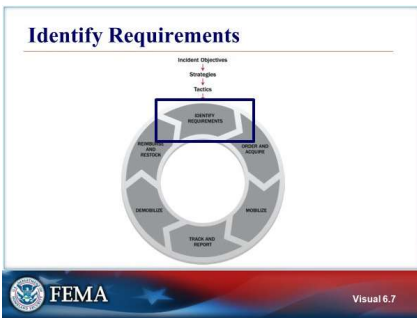 Identify Requirements
Incident Objectives
Strategies
Tactics
IDENTIFY
REQUIREMENTS
ORDER AND
ACQUIRE
MOBILIZE
TRACK AND
REPORT
DEMOBILIZE
REIMBURSE
AND
RESTOCK
FEMA
Visual 6.7